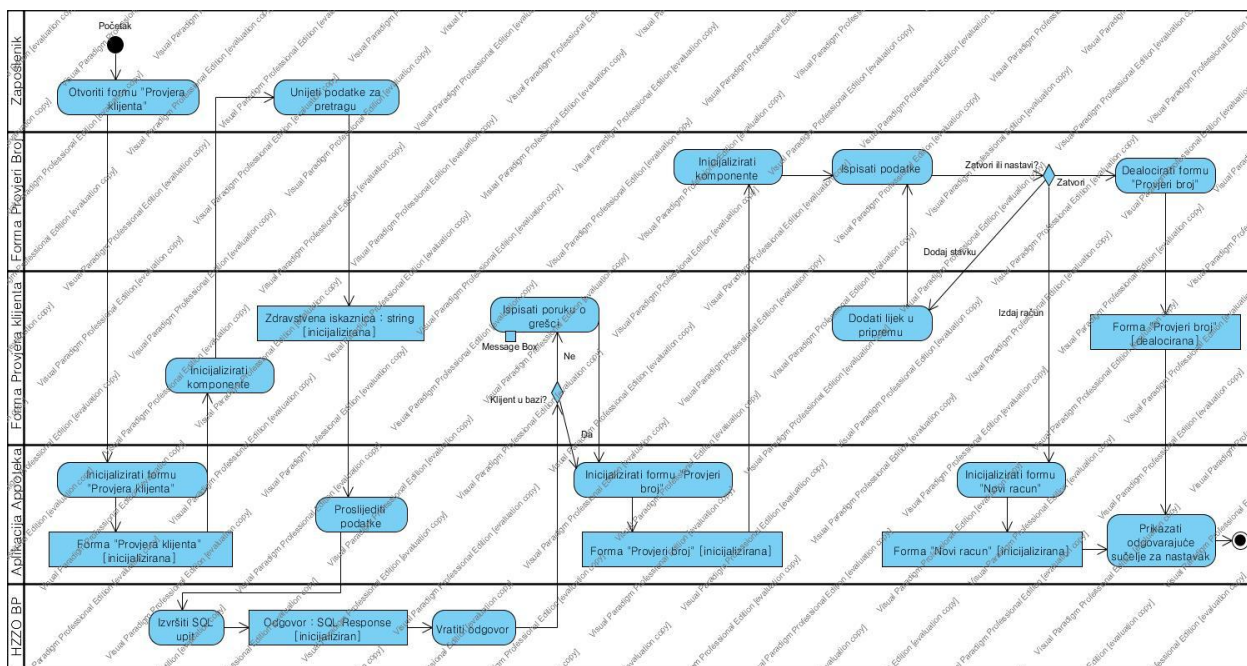 Zaposlenik
Početak
Otvoriti formu "Provjera
klijenta"
Unijeti podatke za
pretragu
Forma Provjeri Broj
Inicijalizirati
komponente
Ispisati podatke
Zatvori ili nastavi?
Zatvori
Dealocirati formu
"Provjeri broj"
Dodaj stavku
Forma Provjera klijenta
Zdravstvena iskaznica : string
[inicijalizirana]
Ispisati poruku o
grešci
Message Box
Dodati lijek u
pripremu
Izdaj račun
Forma "Provjeri broj"
[dealocirana]
Inicijalizirati
komponente
Ne
Klijent u bazi?
Da
Aplikacija Appoteka
Inicijalizirati formu
"Provjera klijenta"
Inicijalizirati formu "Provjeri
broj"
Inicijalizirati formu
"Novi racun"
Proslijediti
podatke
Forma "Provjera klijenta"
[inicijalizirana]
Forma "Provjeri broj" [inicijalizirana]
Forma "Novi racun" [inicijalizirana]
Prikazati
odgovarajuće
sučelje za nastavak
HZZO BP
Izvršiti SQL
upit
Odgovor : SQL Response
[inicijaliziran]
Vratiti odgovor
Visual Paradigm Professional Edition [evaluation copy]